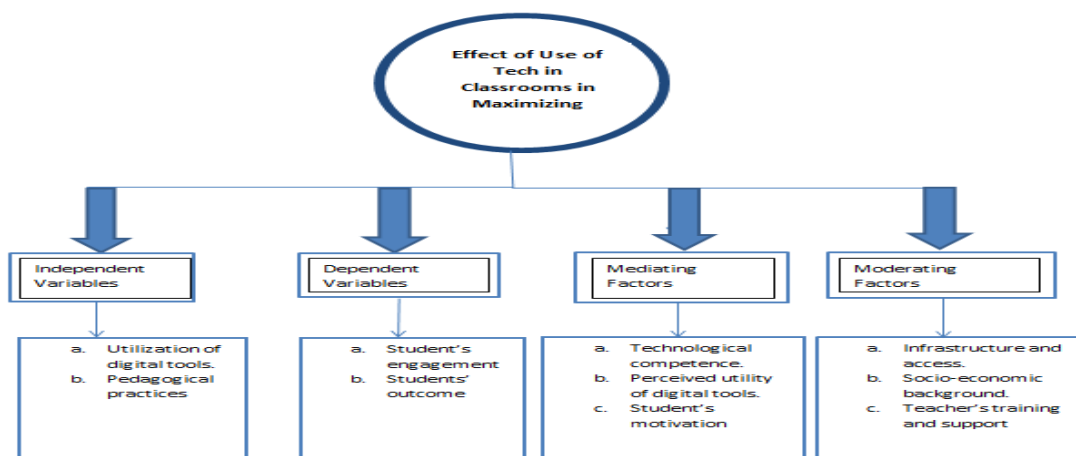 Effect of Use of
Tech in
Classrooms in
Maximizing
Independent
Variables
Dependent
Variables
Mediating
Factors
Moderating
Factors
a. Utilization of
digital tools.
b. Pedagogical
practices
a. Student's
engagement
b. Students'
outcome
a. Technological
competence.
b. Perceived utility
of digital tools.
c. Student's
motivation
a. Infrastructure and
access.
b. Socio-economic
background.
c. Teacher's training
and support